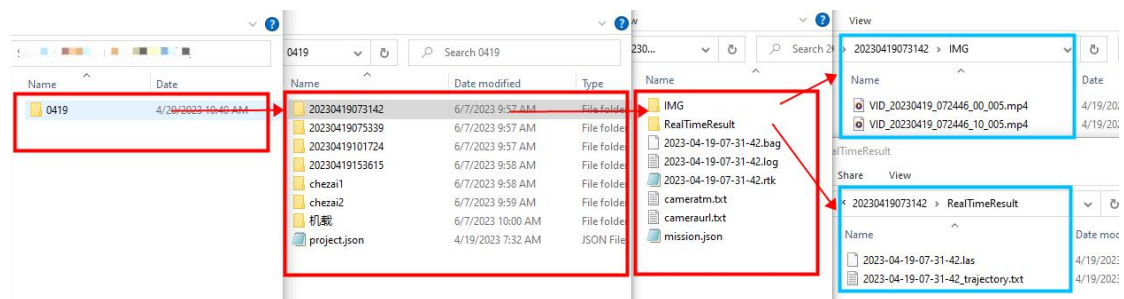 Name Date
0419 4/20/2023 10:40 AM
0419 Search 0419
Name Date modified Type
20230419073142 6/7/2023 9:57 AM File folder
20230419075339 6/7/2023 9:57 AM File folder
20230419101724 6/7/2023 9:57 AM File folder
20230419153615 6/7/2023 9:58 AM File folder
chezai1 6/7/2023 9:58 AM File folder
chezai2 6/7/2023 9:59 AM File folder
机载 6/7/2023 10:00 AM File folder
project.json 4/19/2023 7:32 AM JSON File
w
230... Search 2
Name
IMG
RealTimeResult
2023-04-19-07-31-42.bag
2023-04-19-07-31-42.log
2023-04-19-07-31-42.rtk
cameratm.txt
cameraurl.txt
mission.json
View
20230419073142 › IMG
Name Date
VID_20230419_072446_00_005.mp4 4/19/20
VID_20230419_072446_10_005.mp4 4/19/20
alTimeResult
Share View
20230419073142 › RealTimeResult
Name Date moc
2023-04-19-07-31-42.las 4/19/2023
2023-04-19-07-31-42_trajectory.txt 4/19/2023